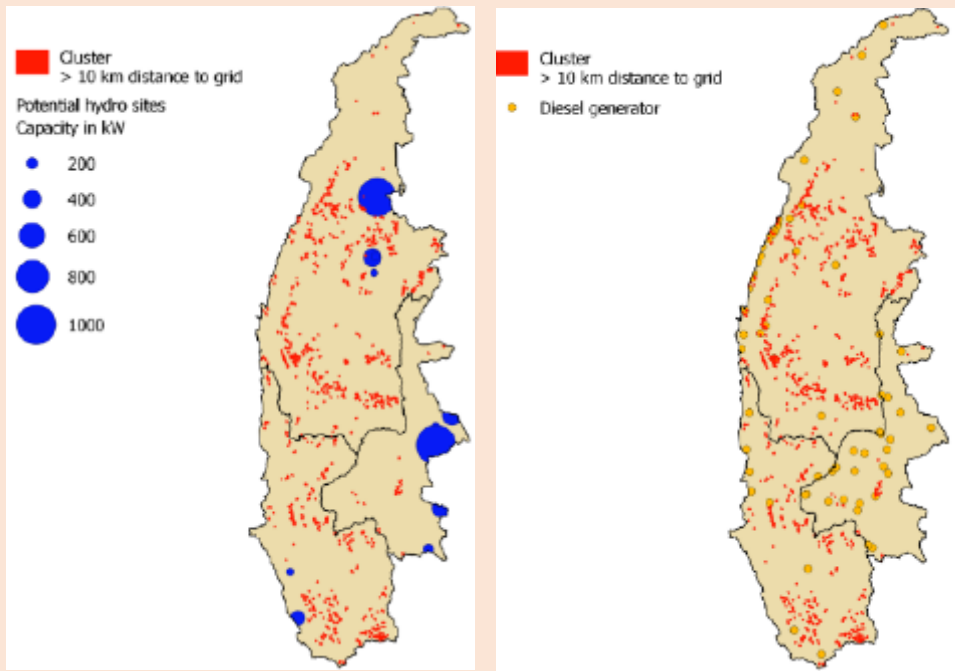 Cluster
> 10 km distance to grid
Potential hydro sites
Capacity in kW
200
400
600
800
1000
Cluster
> 10 km distance to grid
Diesel generator